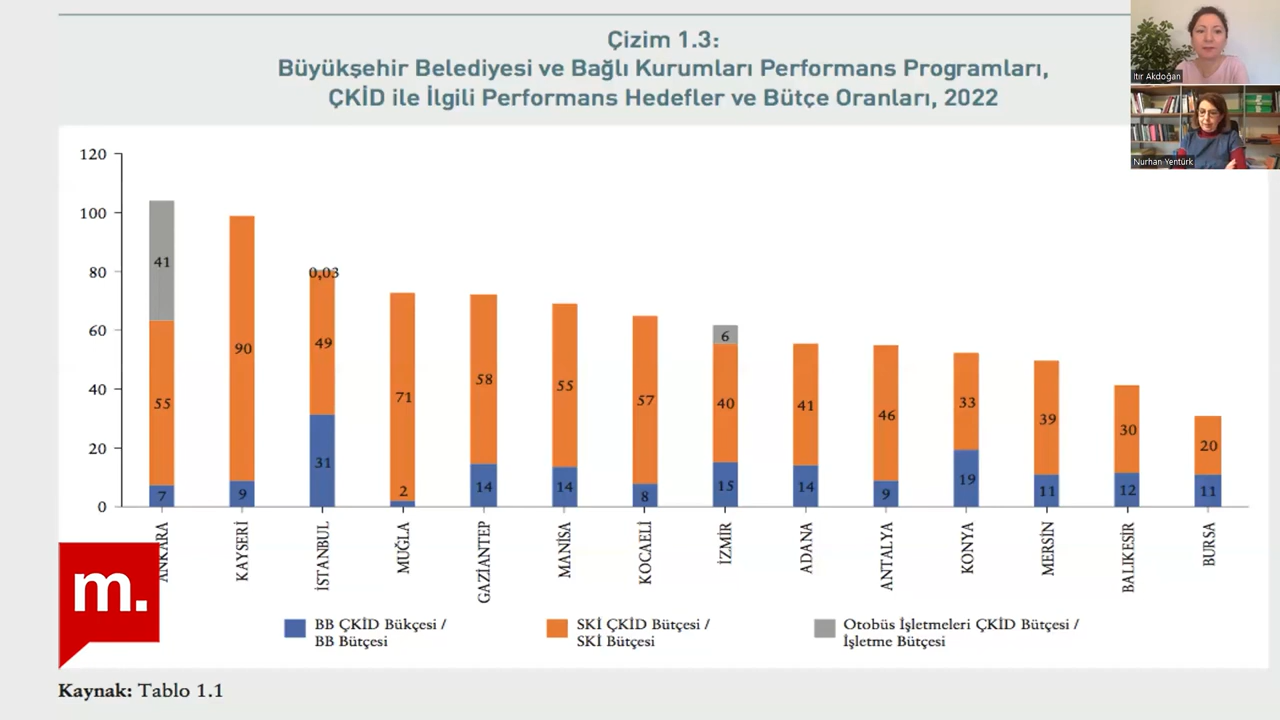 Çizim 1.3:
Büyükşehir Belediyesi ve Bağlı Kurumları Performans Programları,
ÇKİD ile İlgili Performans Hedefler ve Bütçe Oranları, 2022
Itır Akdoğan
Nurhan Yentürk
120
100
80
60
40
20
0
41
55
7
90
9
0,03
49
31
71
2
58
14
55
14
57
8
6
40
15
41
14
46
9
33
19
39
11
30
12
20
11
ANKARA
KAYSERİ
İSTANBUL
MUĞLA
GAZİANTEP
MANİSA
KOCAELİ
İZMİR
ADANA
ANTALYA
KONYA
MERSİN
BALIKESİR
BURSA
m.
BB ÇKİD Bükçesi /
BB Bütçesi
SKİ ÇKİD Bütçesi /
SKİ Bütçesi
Otobüs İşletmeleri ÇKİD Bütçesi /
İşletme Bütçesi
Kaynak: Tablo 1.1